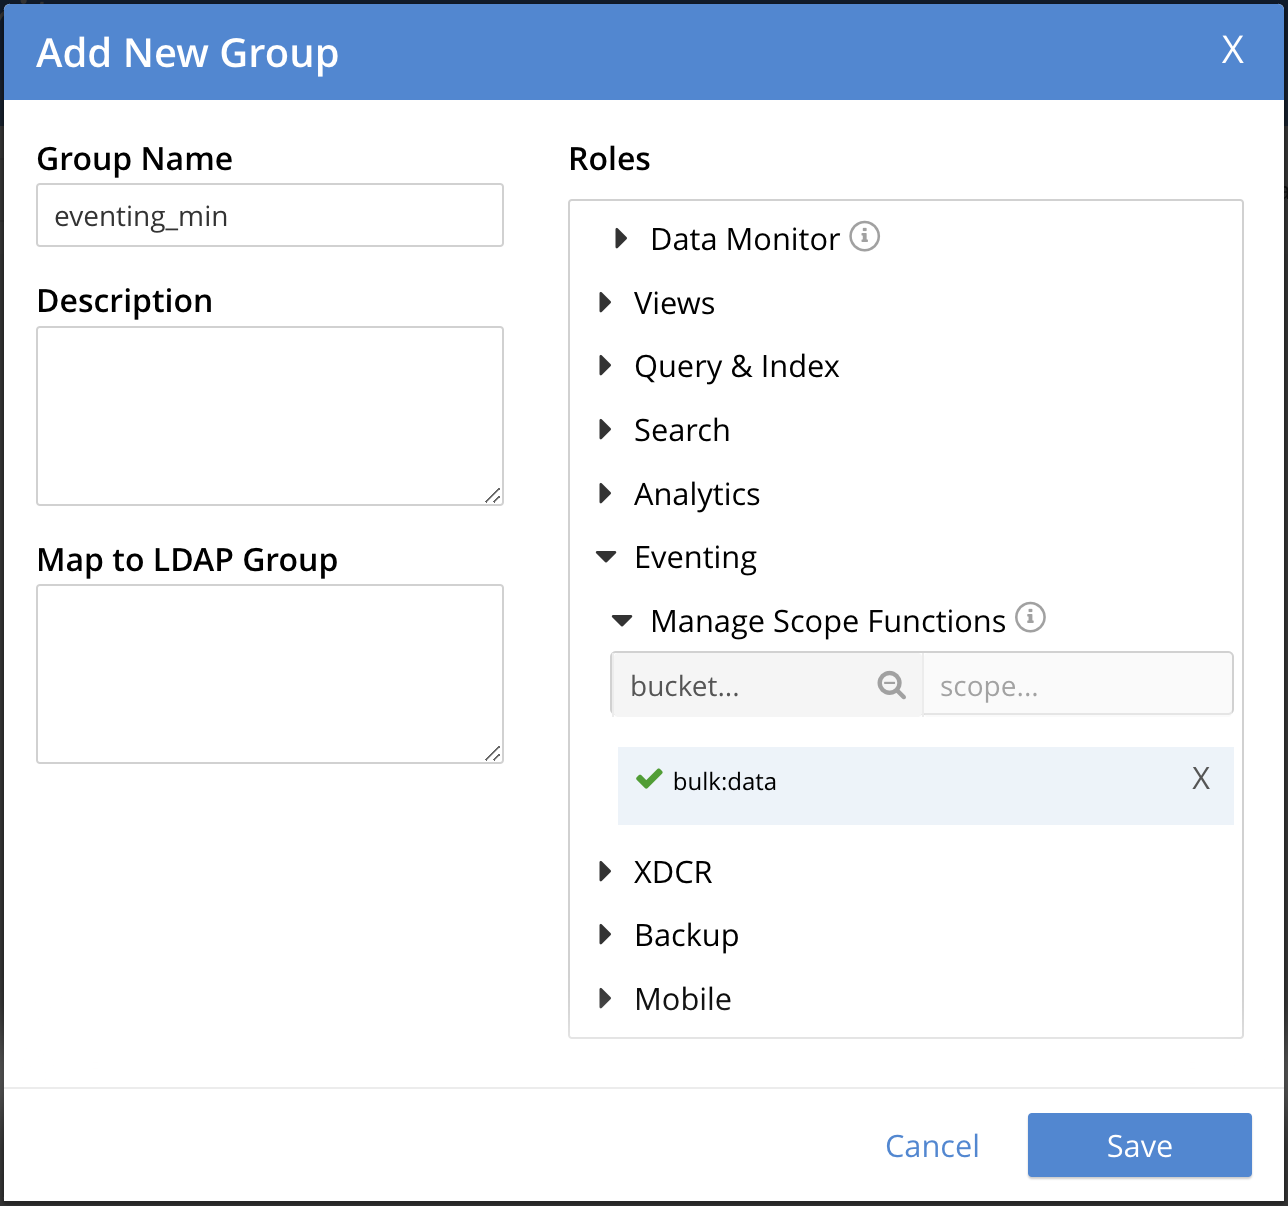 Add New Group
X
Group Name
eventing_min
Description
Map to LDAP Group
Roles
Data Monitor
Views
Query & Index
Search
Analytics
Eventing
Manage Scope Functions
bucket... scope...
bulk:data X
XDCR
Backup
Mobile
Cancel Save